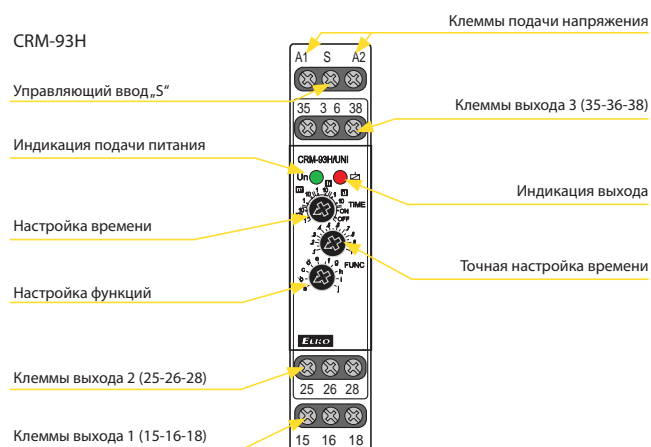 Клеммы подачи напряжения
CRM-93H
A1 S A2
Управляющий ввод„S“
35 3 6 38
Клеммы выхода 3 (35-36-38)
Индикация подачи питания
CRM-93H/UNI
Un
Индикация выхода
TIME
ON
OFF
Настройка времени
Точная настройка времени
FUNC
Настройка функций
ELKO
Клеммы выхода 2 (25-26-28)
25 26 28
Клеммы выхода 1 (15-16-18)
15 16 18